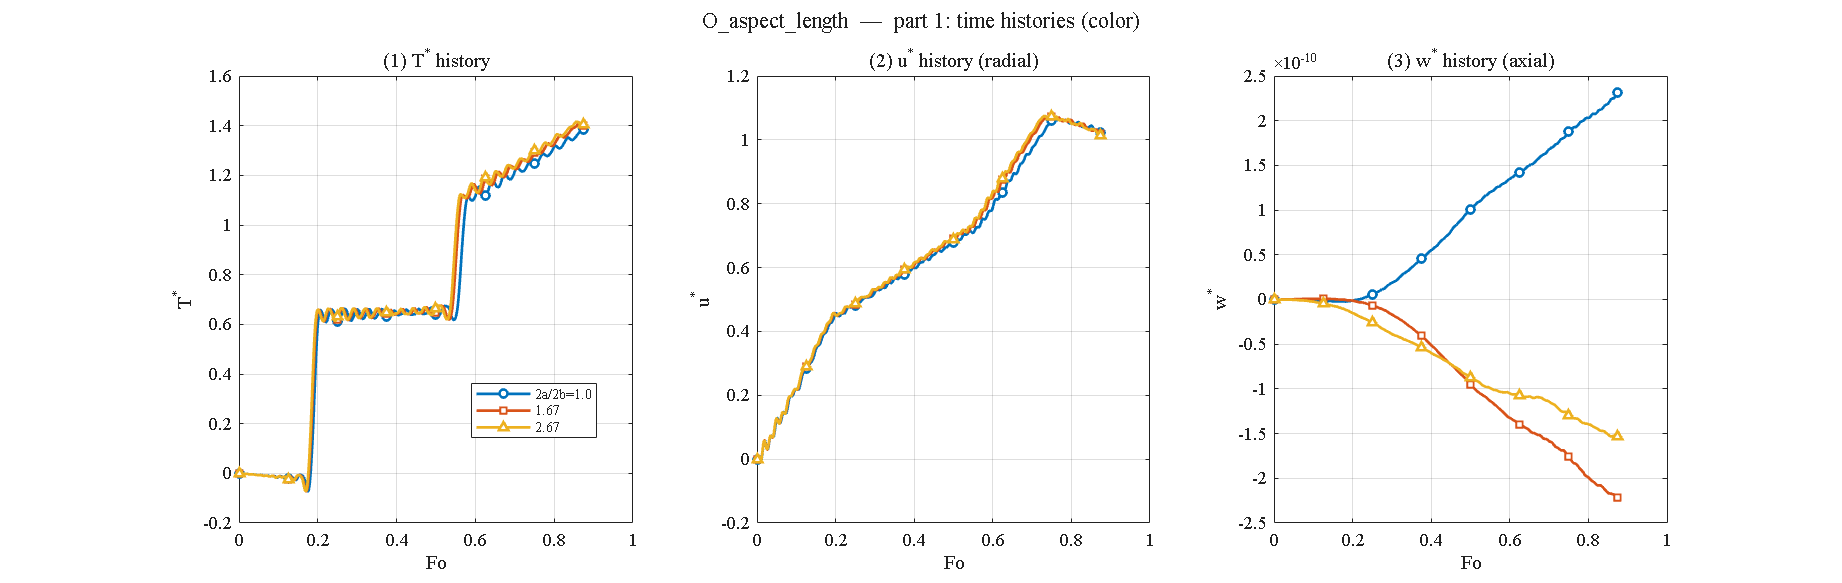 O_aspect_length — part 1: time histories (color)
(1) T* history
1.6
1.4
1.2
1
0.8
0.6
0.4
0.2
0
-0.2
T*
0 0.2 0.4 0.6 0.8 1
Fo
2a/2b=1.0
1.67
2.67
(2) u* history (radial)
1.2
1
0.8
0.6
0.4
0.2
0
-0.2
u*
0 0.2 0.4 0.6 0.8 1
Fo
(3) w* history (axial)
×10-10
2.5
2
1.5
1
0.5
0
-0.5
-1
-1.5
-2
-2.5
w*
0 0.2 0.4 0.6 0.8 1
Fo